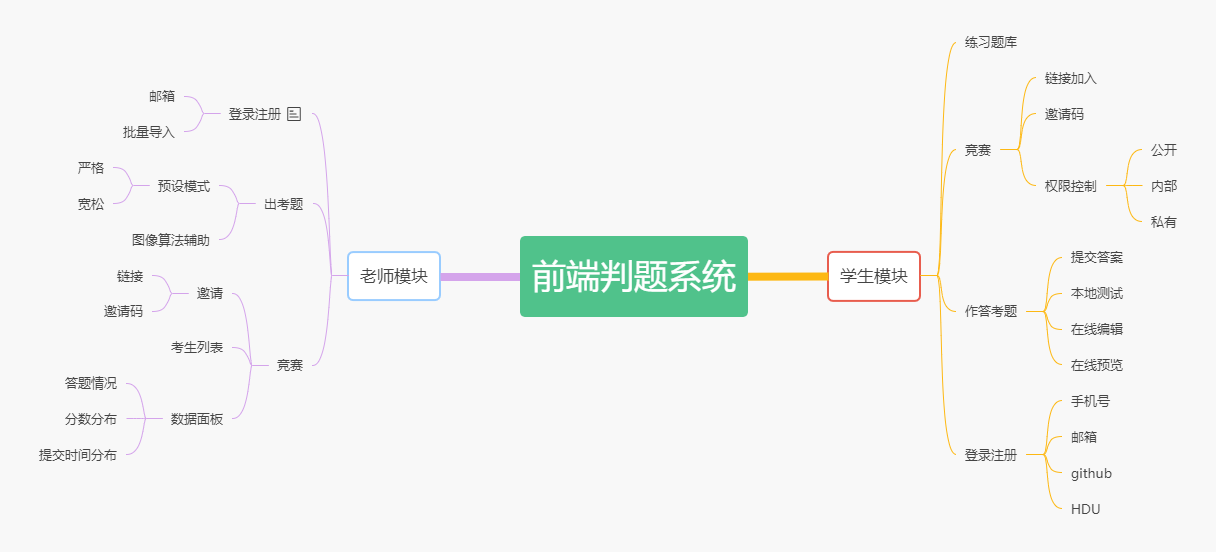 前端判题系统
老师模块
登录注册
邮箱
批量导入
出考题
预设模式
严格
宽松
图像算法辅助
竞赛
邀请
链接
邀请码
考生列表
数据面板
答题情况
分数分布
提交时间分布
学生模块
练习题库
竞赛
链接加入
邀请码
权限控制
公开
内部
私有
作答考题
提交答案
本地测试
在线编辑
在线预览
登录注册
手机号
邮箱
github
HDU